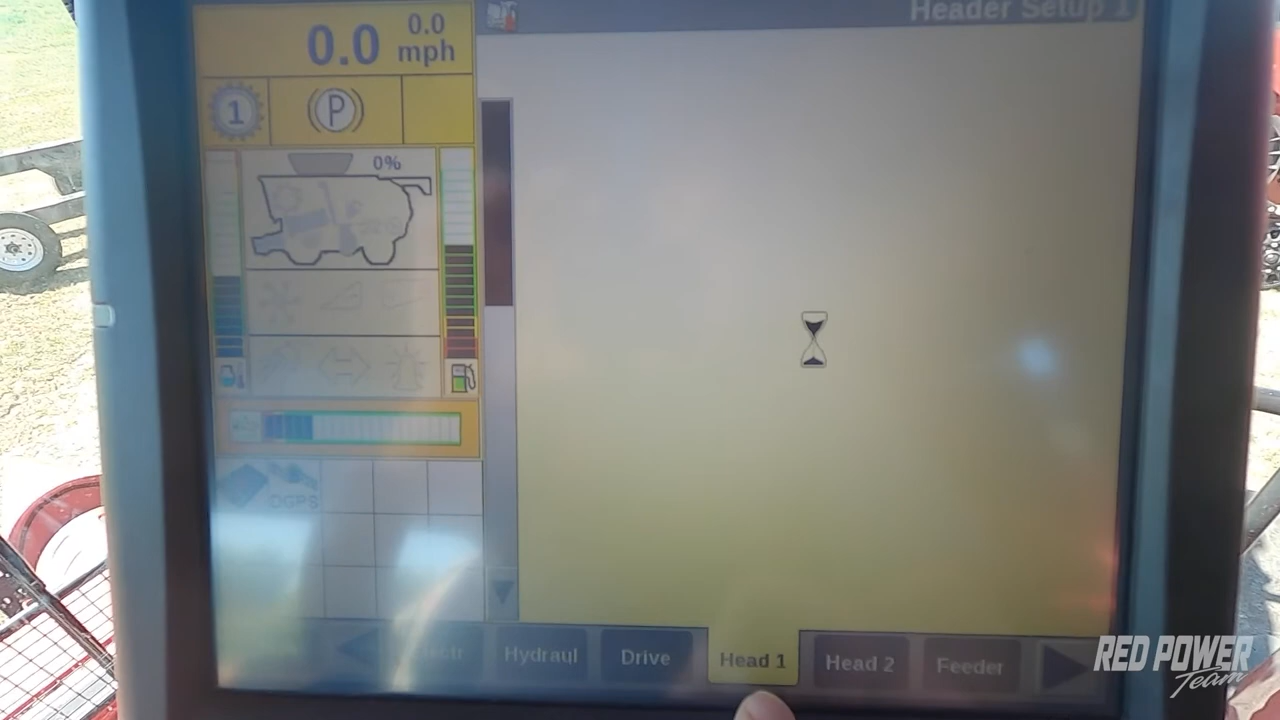 Header Setup 1
0.0
0.0
mph
1
P
0%
DGPS
Hydraul
Drive
Head 1
Head 2
Feeder
RED POWER
Team